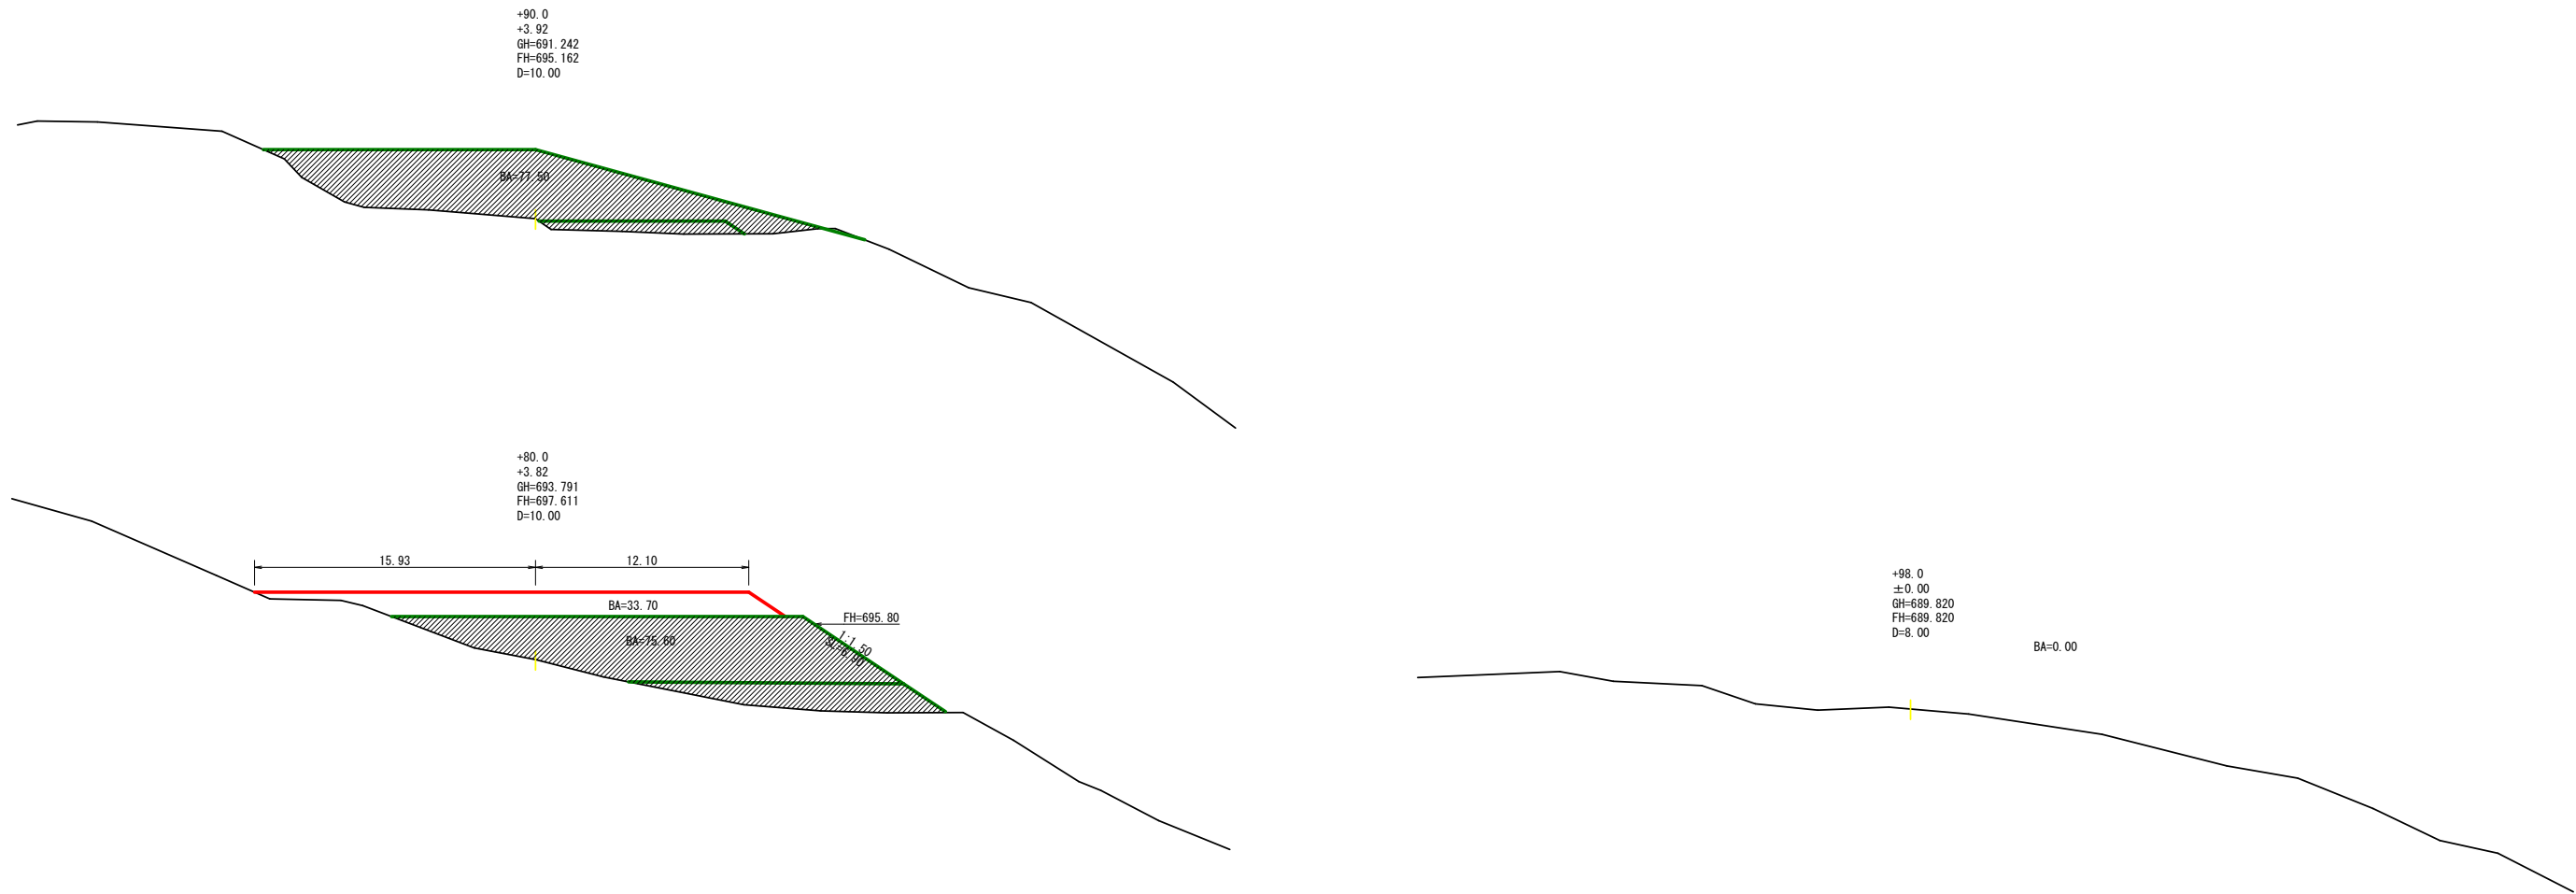 +90.0
+3.92
GH=691.242
FH=695.162
D=10.00
BA=77.50
+80.0
+3.82
GH=693.791
FH=697.611
D=10.00
15.93
12.10
BA=33.70
FH=695.80
BA=75.60
1:1.50
SL=6.90
+98.0
±0.00
GH=689.820
FH=689.820
D=8.00
BA=0.00